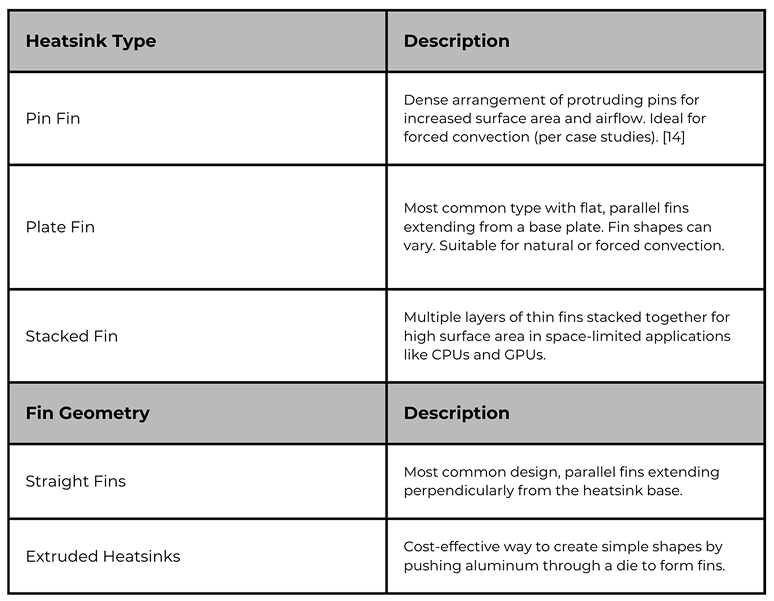 Heatsink Type
Description
Pin Fin
Dense arrangement of protruding pins for
increased surface area and airflow. Ideal for
forced convection (per case studies). [14]
Plate Fin
Most common type with flat, parallel fins
extending from a base plate. Fin shapes can
vary. Suitable for natural or forced convection.
Stacked Fin
Multiple layers of thin fins stacked together for
high surface area in space-limited applications
like CPUs and GPUs.
Fin Geometry
Description
Straight Fins
Most common design, parallel fins extending
perpendicularly from the heatsink base.
Extruded Heatsinks
Cost-effective way to create simple shapes by
pushing aluminum through a die to form fins.